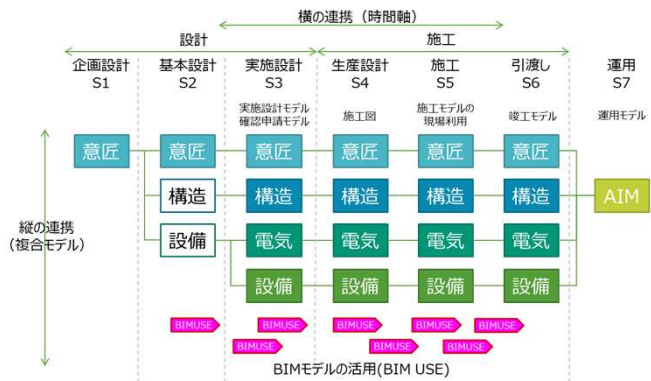 横の連携（時間軸）
設計
施工
企画設計
S1
基本設計
S2
実施設計
S3
生産設計
S4
施工
S5
引渡し
S6
運用
S7
実施設計モデル
確認申請モデル
施工図
施工モデルの
現場利用
竣工モデル
運用モデル
意匠 意匠 意匠 意匠 意匠 意匠
構造 構造 構造 構造 構造 AIM
縦の連携
（複合モデル）
設備 電気 電気 電気 電気
設備 設備 設備 設備
BIMUSE BIMUSE BIMUSE BIMUSE BIMUSE
BIMUSE BIMUSE BIMUSE
BIMモデルの活用(BIM USE)